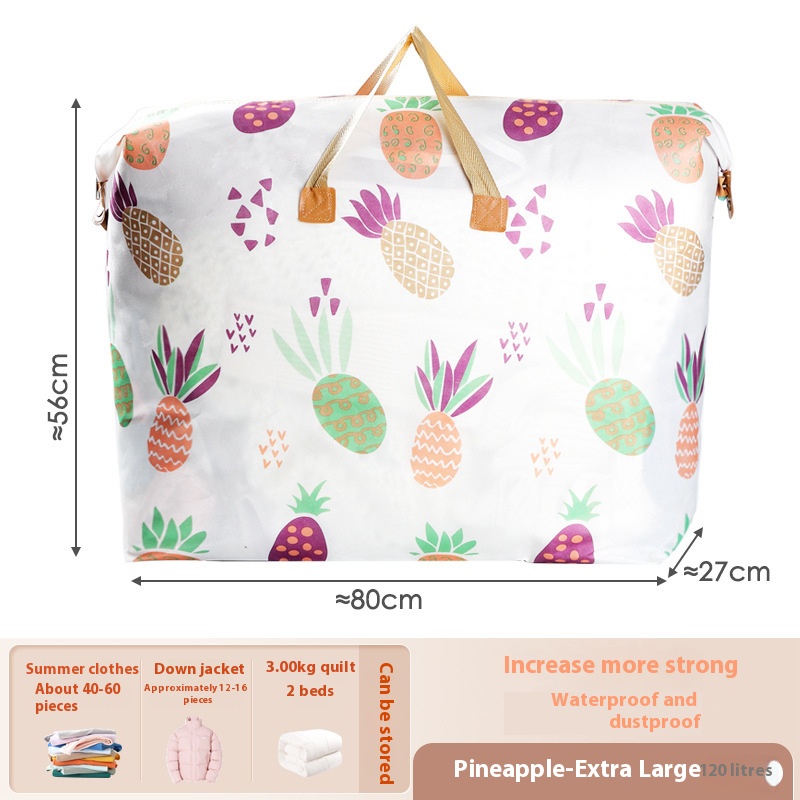 ≈56cm
≈80cm
≈27cm
Summer clothes
About 40-60
pieces
Down jacket
Approximately 12-16
pieces
3.00kg quilt
2 beds
Can be stored
Increase more strong
Waterproof and
dustproof
Pineapple-Extra Large 120 litres